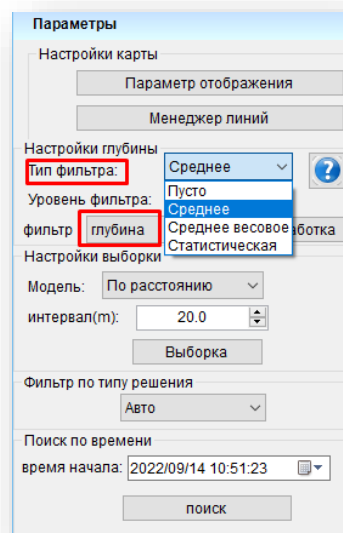 Параметры
Настройки карты
Параметр отображения
Менеджер линий
Настройки глубины
Тип фильтра: Среднее
?
Пусто
Уровень фильтра:
Среднее
фильтр глубина
Среднее весовое
Статистическая
Настройки выборки
Модель: По расстоянию
интервал(m): 20.0
Выборка
Фильтр по типу решения
Авто
Поиск по времени
время начала: 2022/09/14 10:51:23
поиск